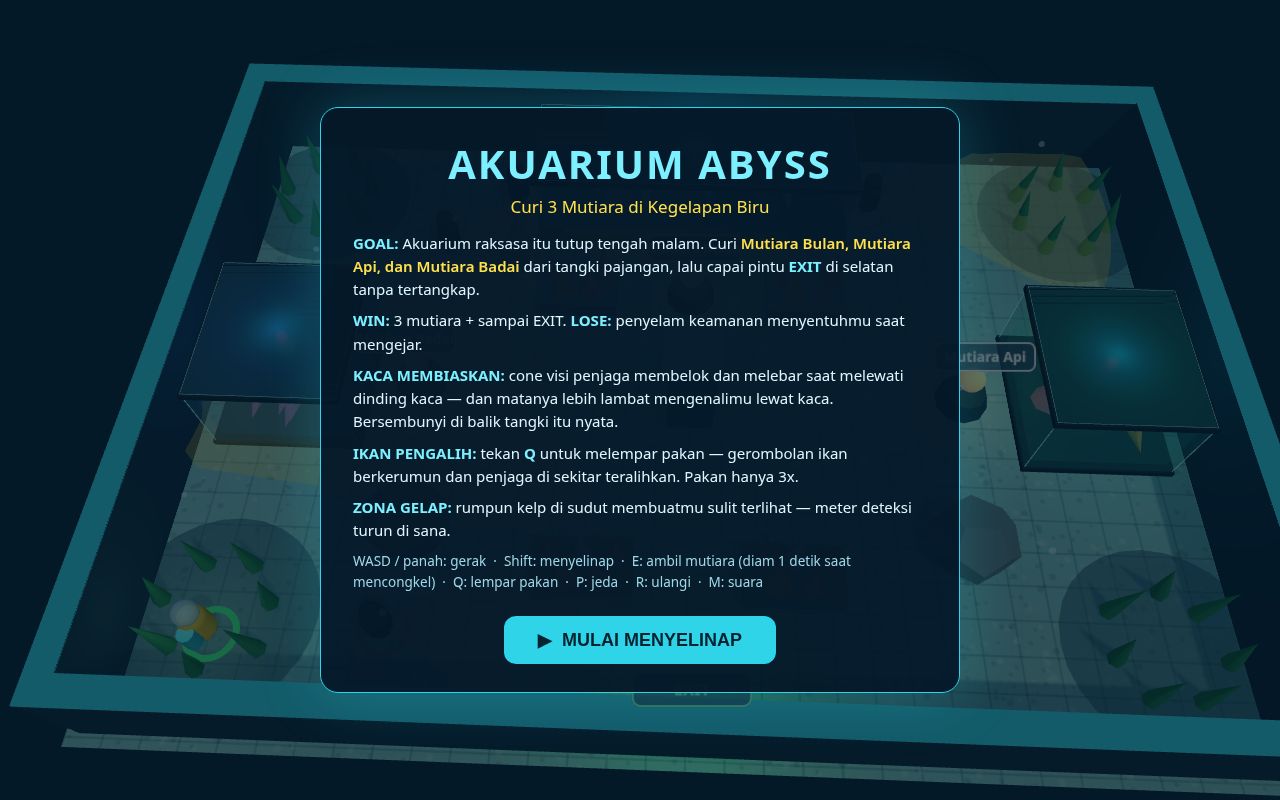 AKUARIUM ABYSS
Curi 3 Mutiara di Kegelapan Biru
GOAL: Akuarium raksasa itu tutup tengah malam. Curi Mutiara Bulan, Mutiara
Api, dan Mutiara Badai dari tangki pajangan, lalu capai pintu EXIT di selatan
tanpa tertangkap.
WIN: 3 mutiara + sampai EXIT. LOSE: penyelam keamanan menyentuhmu saat
mengejar.
KACA MEMBIASKAN: cone visi penjaga membelok dan melebar saat melewati
dinding kaca — dan matanya lebih lambat mengenalimu lewat kaca.
Bersembunyi di balik tangki itu nyata.
Mutiara Api
IKAN PENGALIH: tekan Q untuk melempar pakan — gerombolan ikan
berkerumun dan penjaga di sekitar teralihkan. Pakan hanya 3x.
ZONA GELAP: rumpun kelp di sudut membuatmu sulit terlihat — meter deteksi
turun di sana.
WASD / panah: gerak · Shift: menyelinap · E: ambil mutiara (diam 1 detik saat
mencongkel) · Q: lempar pakan · P: jeda · R: ulangi · M: suara
▶ MULAI MENYELINAP